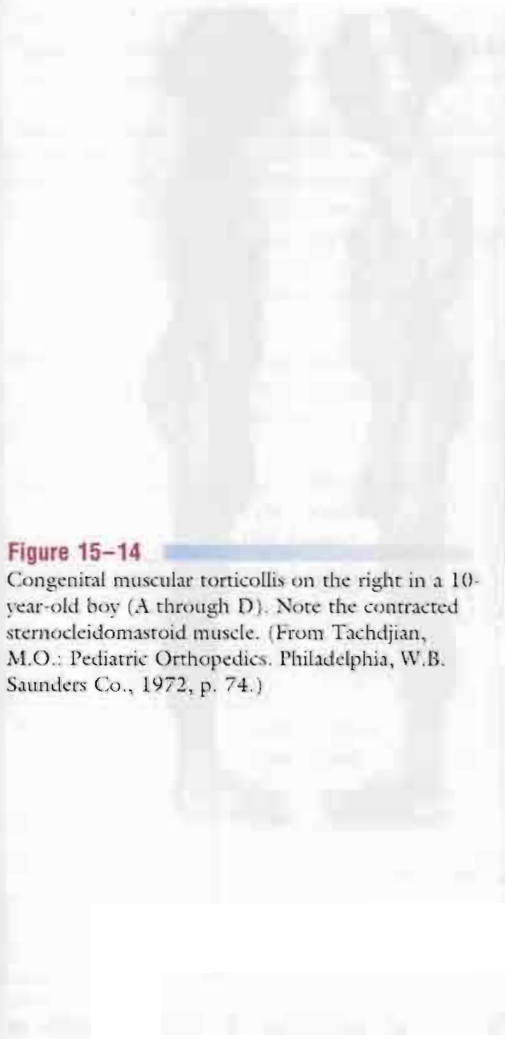 Figure 15–14
Congenital muscular torticollis on the right in a 10-
year-old boy (A through D). Note the contracted
sternocleidomastoid muscle. (From Tachdjian,
M.O.: Pediatric Orthopedics. Philadelphia, W.B.
Saunders Co., 1972, p. 74.)